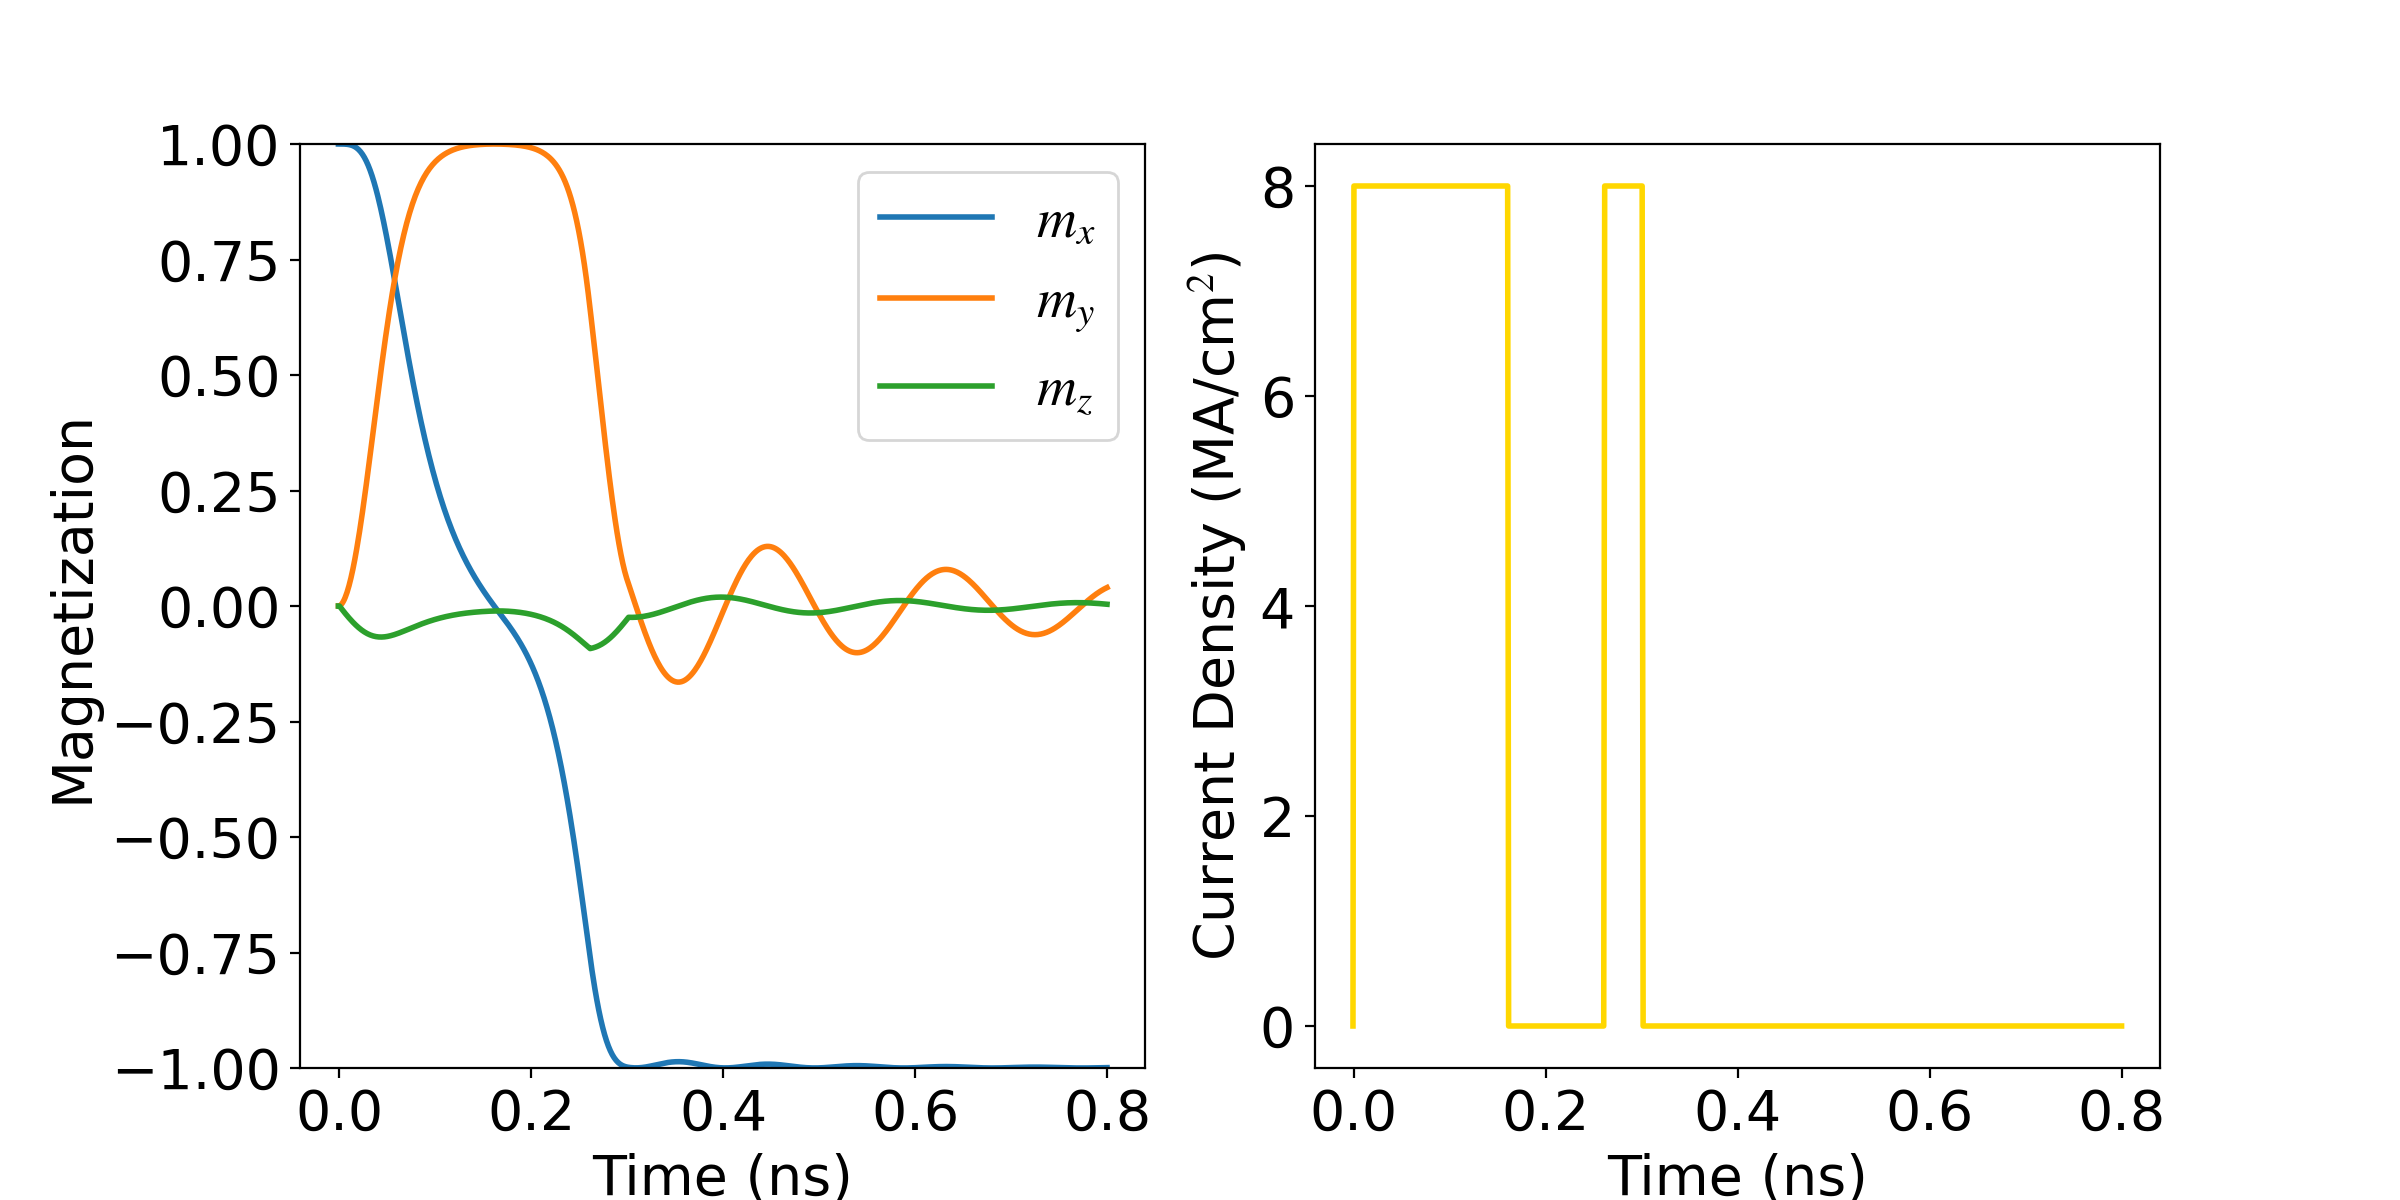 Magnetization
1.00
0.75
0.50
0.25
0.00
−0.25
−0.50
−0.75
−1.00
0.0 0.2 0.4 0.6 0.8
Time (ns)
mₓ
m_y
m_z
Current Density (MA/cm²)
8
6
4
2
0
0.0 0.2 0.4 0.6 0.8
Time (ns)